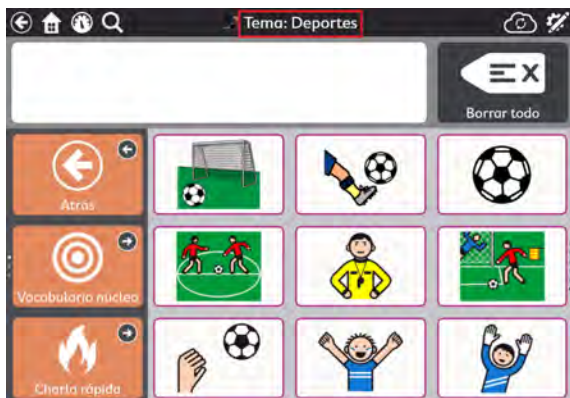 Tema: Deportes
Borrar todo
Atrás
Vocabulario núcleo
Charla rápida